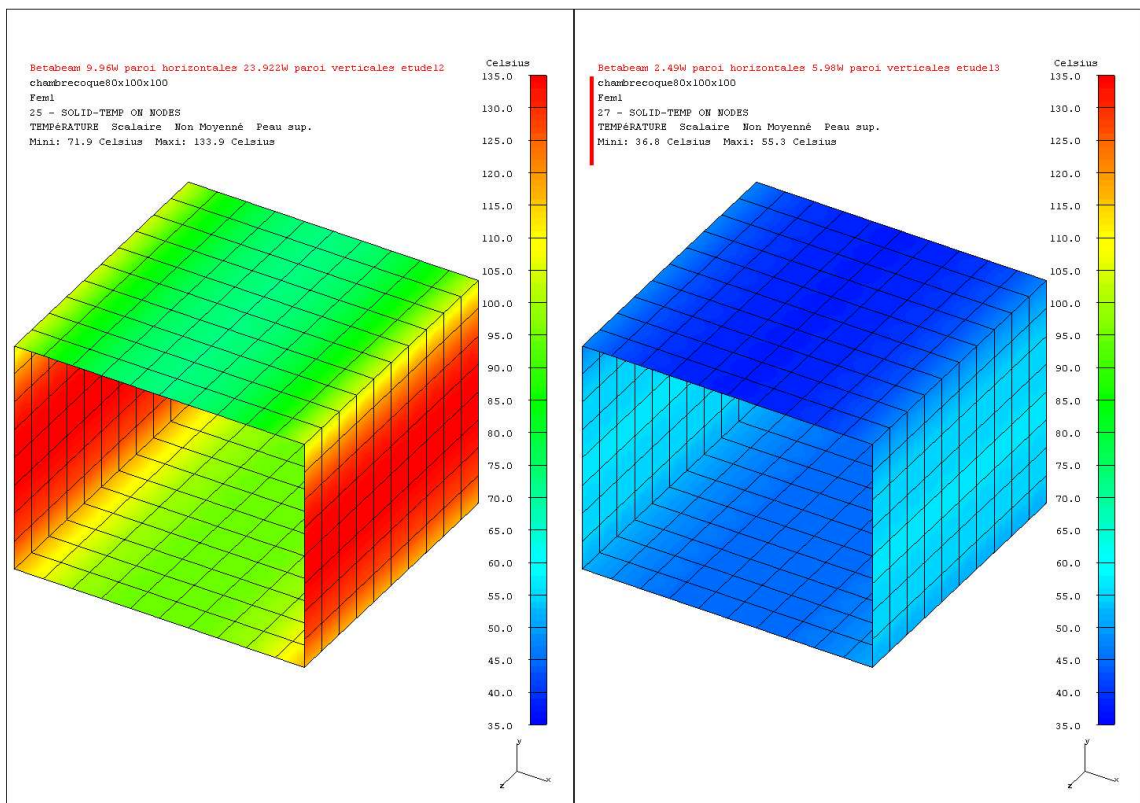 Betabeam 9.96W paroi horizontales 23.922W paroi verticales etude12
chambrecoque80x100x100
Fem1
25 - SOLID-TEMP ON NODES
TEMPéRATURE Scalaire Non Moyenné Peau sup.
Mini: 71.9 Celsius Maxi: 133.9 Celsius
Celsius
135.0
130.0
125.0
120.0
115.0
110.0
105.0
100.0
95.0
90.0
85.0
80.0
75.0
70.0
65.0
60.0
55.0
50.0
45.0
40.0
35.0
y
z
x
Betabeam 2.49W paroi horizontales 5.98W paroi verticales etude13
chambrecoque80x100x100
Fem1
27 - SOLID-TEMP ON NODES
TEMPéRATURE Scalaire Non Moyenné Peau sup.
Mini: 36.8 Celsius Maxi: 55.3 Celsius
Celsius
135.0
130.0
125.0
120.0
115.0
110.0
105.0
100.0
95.0
90.0
85.0
80.0
75.0
70.0
65.0
60.0
55.0
50.0
45.0
40.0
35.0
y
z
x